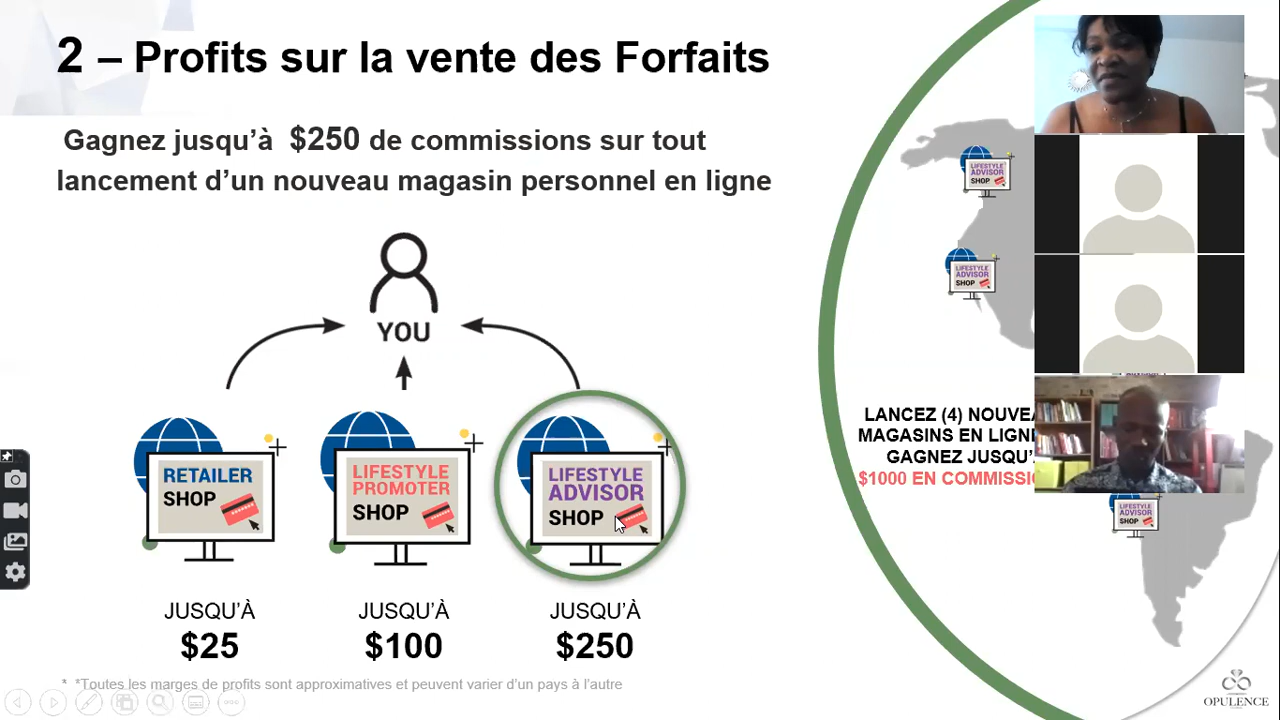 2 – Profits sur la vente des Forfaits
Gagnez jusqu'à $250 de commissions sur tout
lancement d'un nouveau magasin personnel en ligne
YOU
RETAILER
SHOP
LIFESTYLE
PROMOTER
SHOP
LIFESTYLE
ADVISOR
SHOP
JUSQU'À
$25
JUSQU'À
$100
JUSQU'À
$250
* *Toutes les marges de profits sont approximatives et peuvent varier d'un pays à l'autre
LIFESTYLE
ADVISOR
SHOP
LIFESTYLE
ADVISOR
SHOP
LANCEZ (4) NOUVEA
MAGASINS EN LIGN
GAGNEZ JUSQU'
$1000 EN COMMISSI
LIFESTYLE
ADVISOR
SHOP
OPULENCE